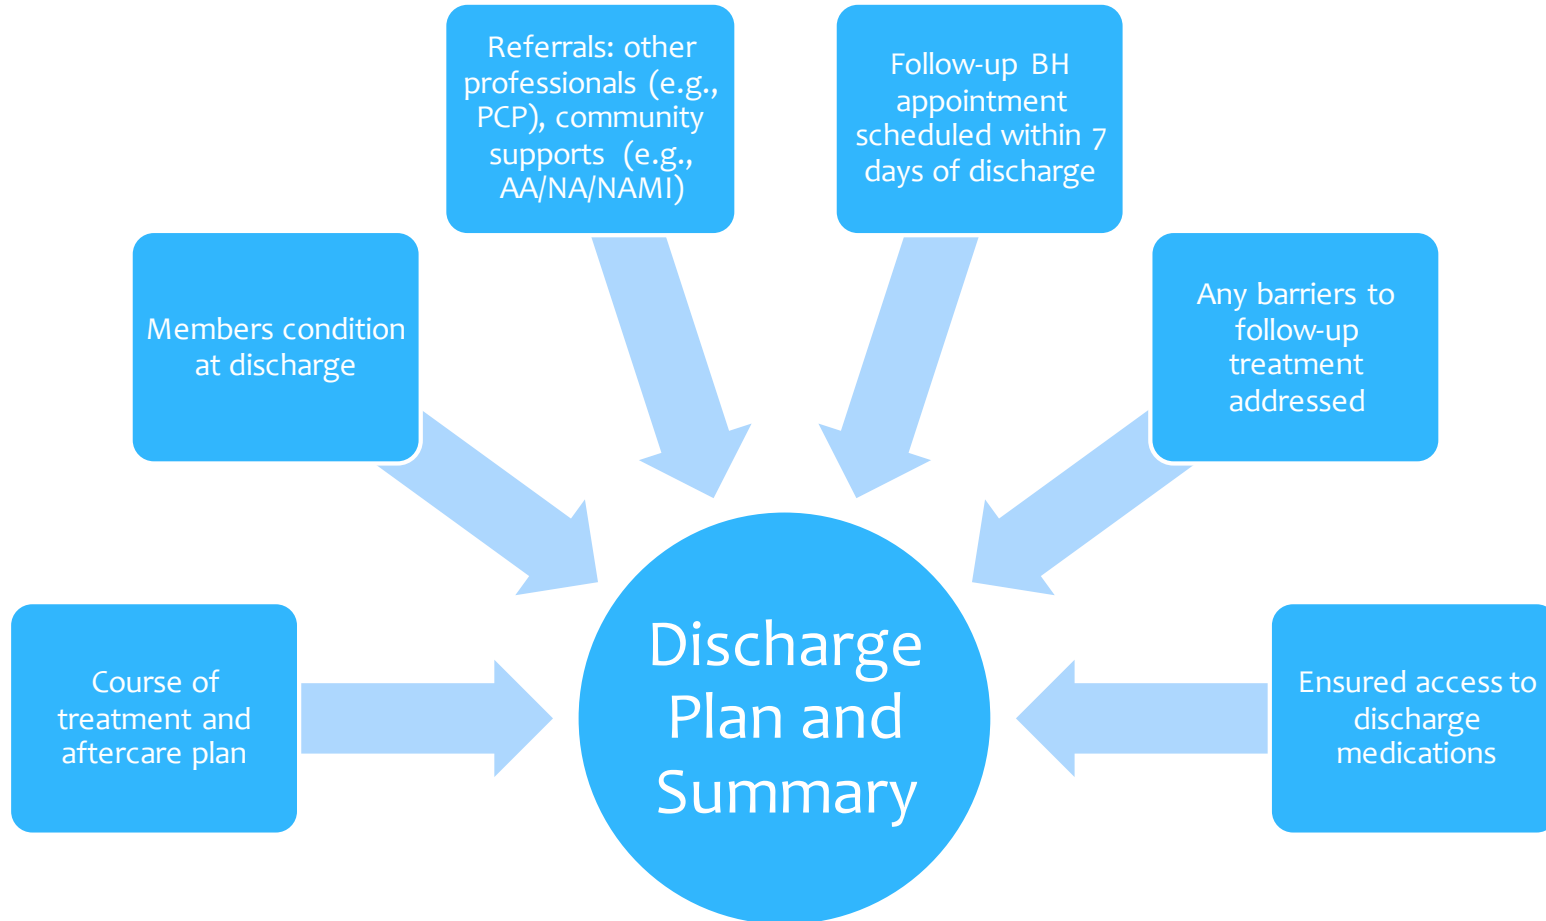 Referrals: other
professionals (e.g.,
PCP), community
supports (e.g.,
AA/NA/NAMI)
Follow-up BH
appointment
scheduled within 7
days of discharge
Members condition
at discharge
Any barriers to
follow-up
treatment
addressed
Course of
treatment and
aftercare plan
Discharge
Plan and
Summary
Ensured access to
discharge
medications